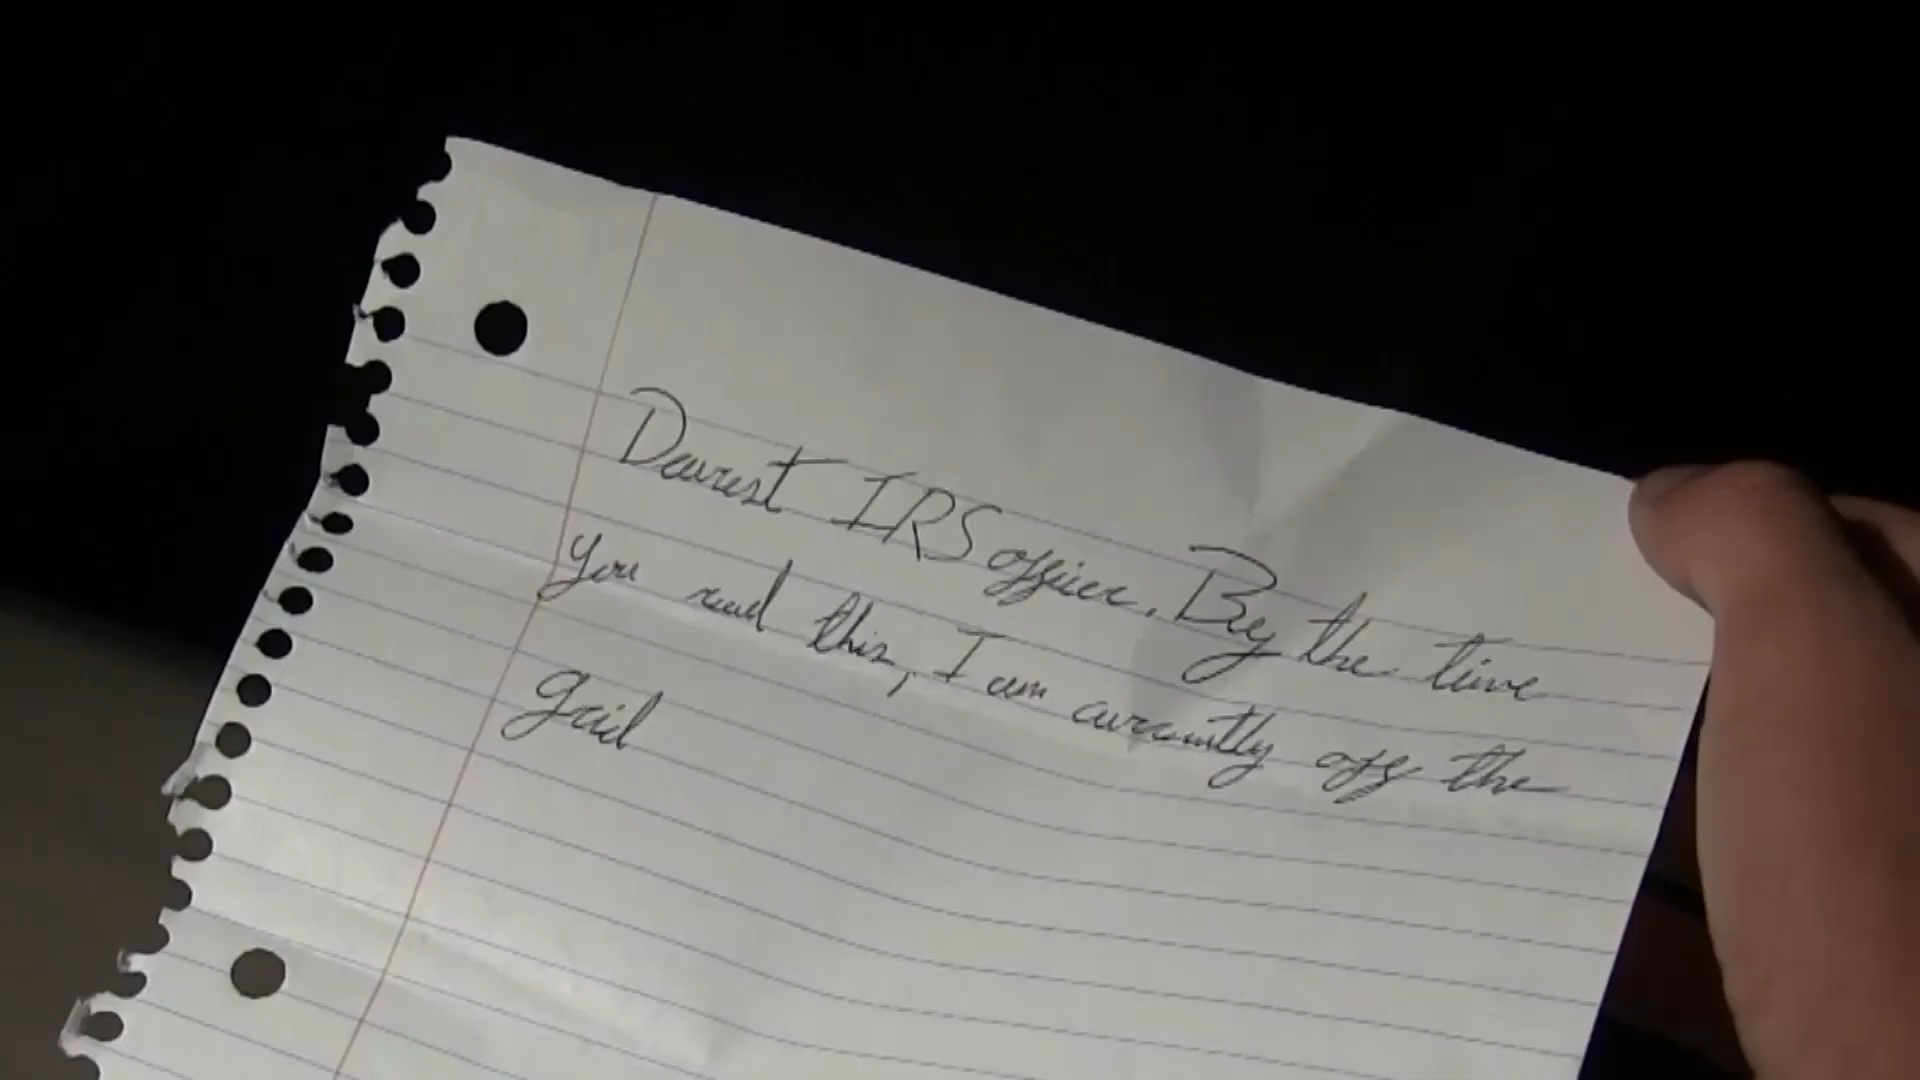 Dearest IRS officer. By the time
you read this, I am currently off the
grid